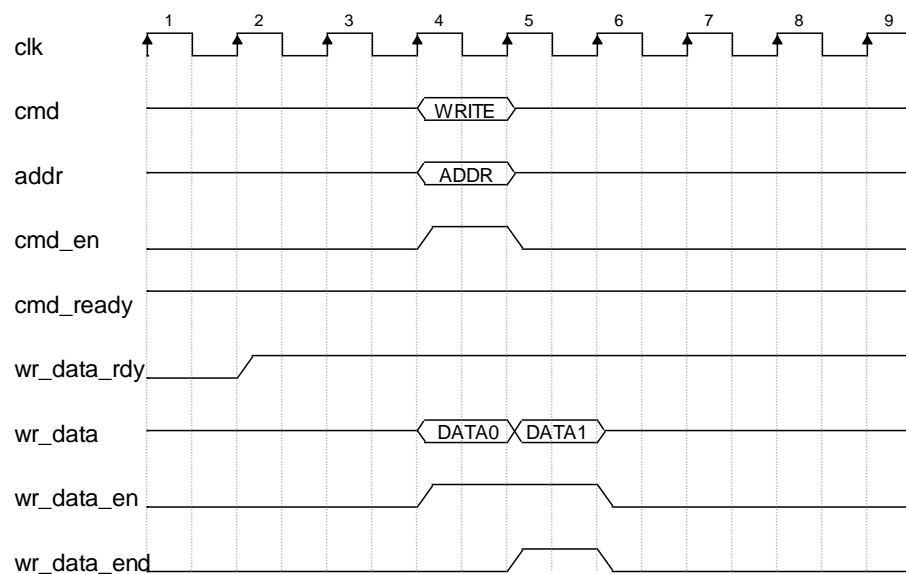 1 2 3 4 5 6 7 8 9
clk
cmd WRITE
addr ADDR
cmd_en
cmd_ready
wr_data_rdy
wr_data DATA0 DATA1
wr_data_en
wr_data_end